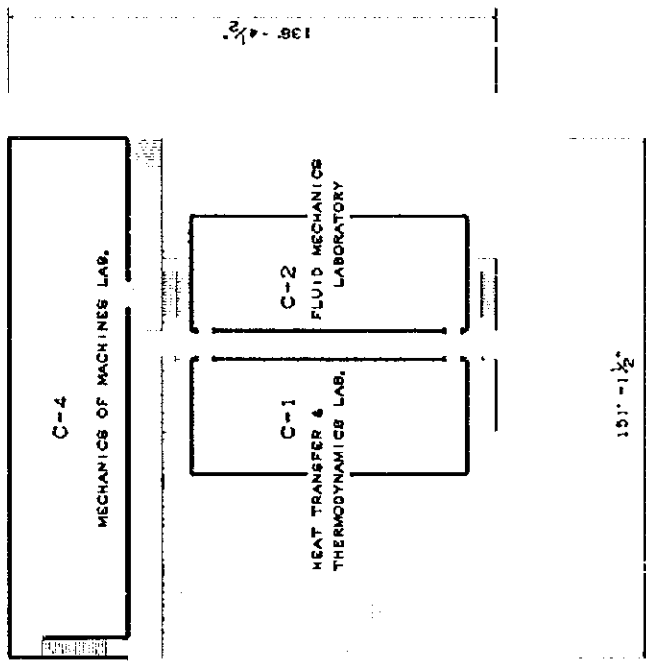 C-4
MECHANICS OF MACHINES LAB.
C-1
HEAT TRANSFER &
THERMODYNAMICS LAB.
C-2
FLUID MECHANICS
LABORATORY
136'-4½"
151'-1½"